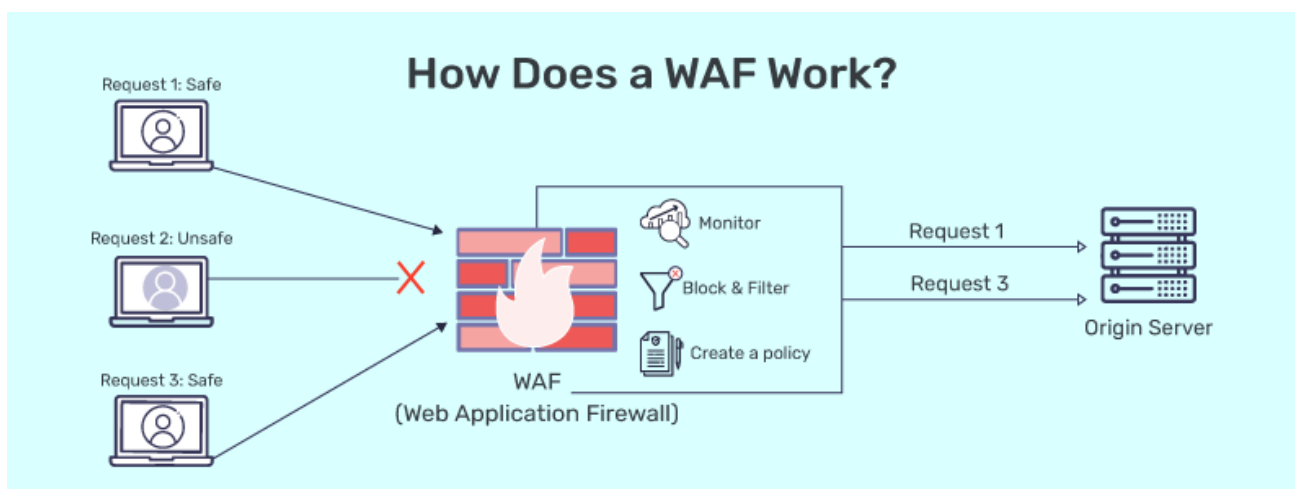 How Does a WAF Work?
Request 1: Safe
Request 2: Unsafe
Request 3: Safe
WAF
(Web Application Firewall)
Monitor
Block & Filter
Create a policy
Request 1
Request 3
Origin Server